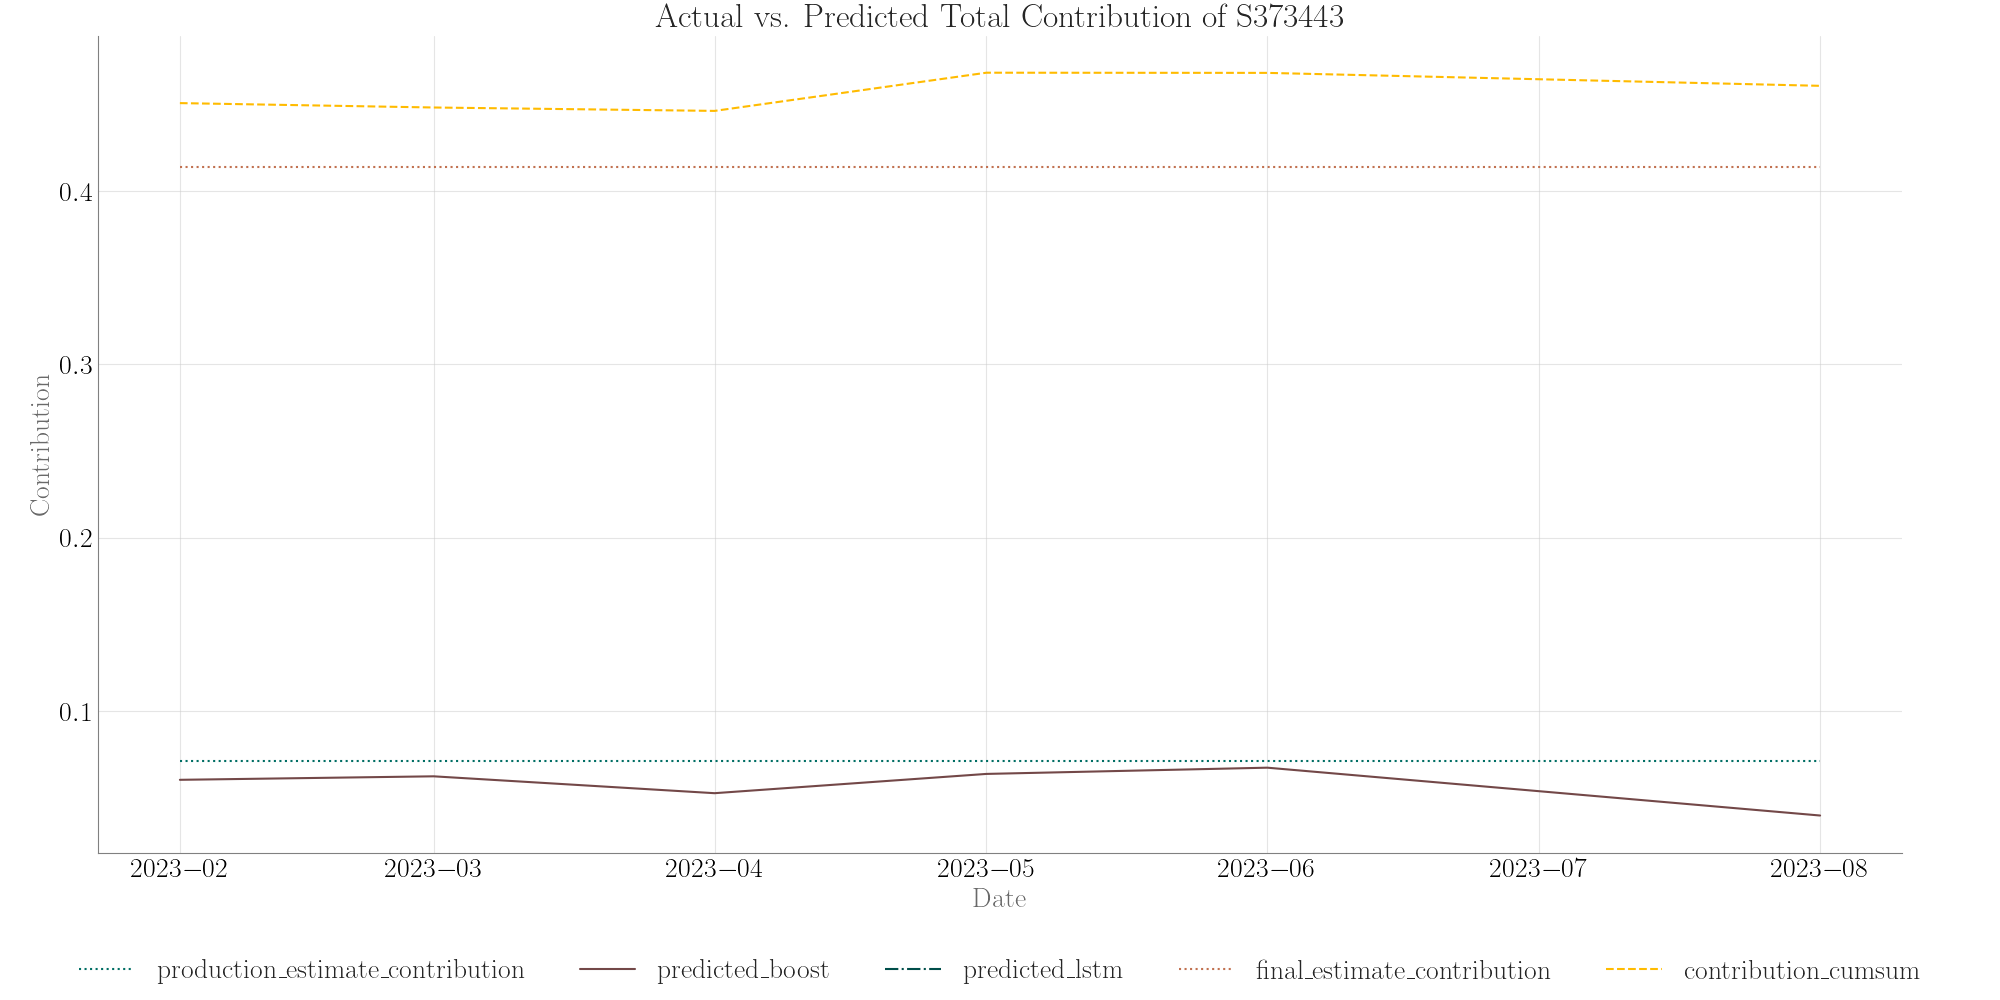 Actual vs. Predicted Total Contribution of S373443
0.4
0.3
0.2
0.1
Contribution
2023–02 2023–03 2023–04 2023–05 2023–06 2023–07 2023–08
Date
production_estimate_contribution predicted_boost predicted_lstm final_estimate_contribution contribution_cumsum